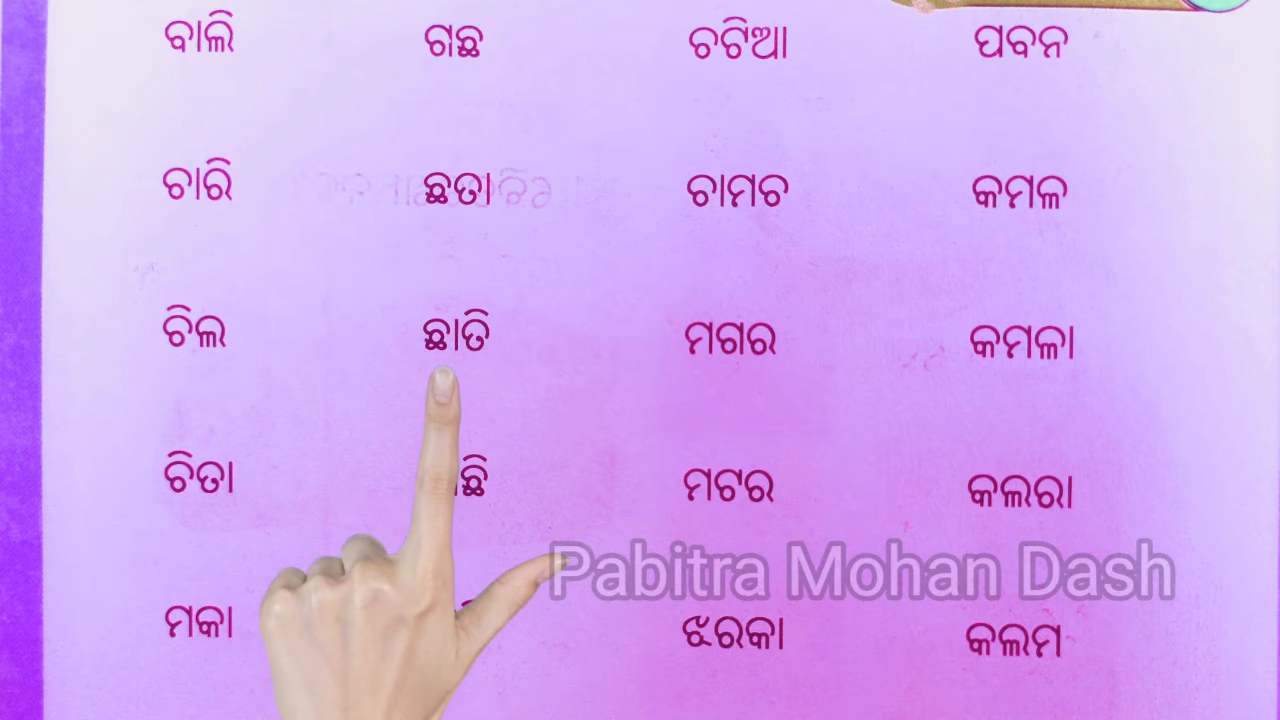 ବାଲି ଗଛ ଚଟିଆ ପବନ
ଚାରି ଛତା ଚାମଚ କମଳ
ଚିଲ ଛାତି ମଗର କମଳା
ଚିତା ମଟର କଲରା
Pabitra Mohan Dash
ମକା ଝରକା କଲମ